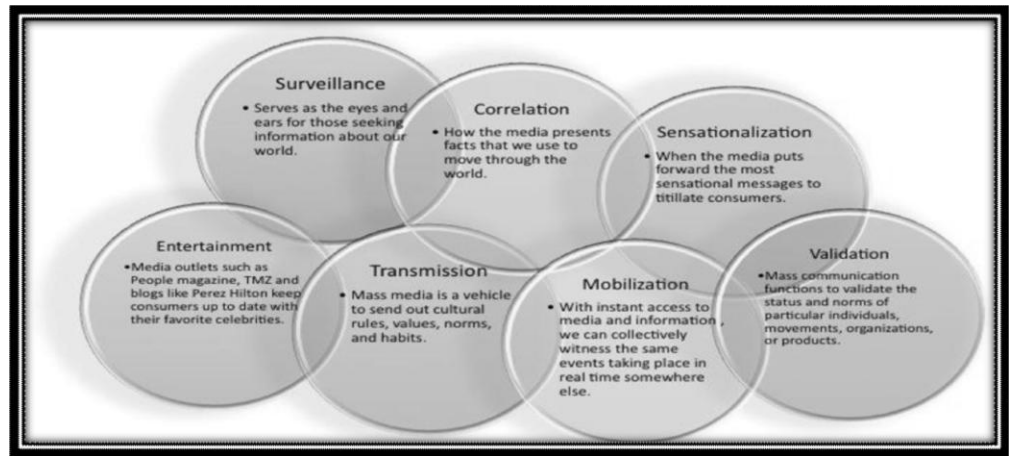 Surveillance
• Serves as the eyes and
ears for those seeking
information about our
world.
Correlation
• How the media presents
facts that we use to
move through the
world.
Sensationalization
• When the media puts
forward the most
sensational messages to
titillate consumers.
Entertainment
• Media outlets such as
People magazine, TMZ and
blogs like Perez Hilton keep
consumers up to date with
their favorite celebrities.
Transmission
• Mass media is a vehicle
to send out cultural
rules, values, norms,
and habits.
Mobilization
• With instant access to
media and information ,
we can collectively
witness the same
events taking place in
real time somewhere
else.
Validation
• Mass communication
functions to validate the
status and norms of
particular individuals,
movements, organizations,
or products.